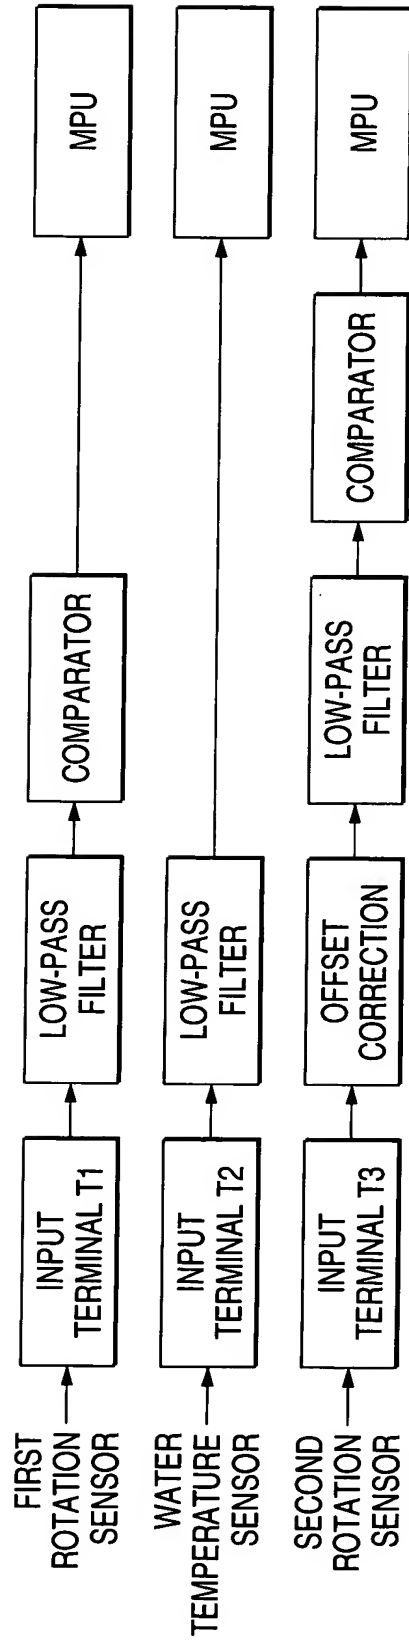 FIRST
ROTATION
SENSOR
INPUT
TERMINAL T1
LOW-PASS
FILTER
COMPARATOR
MPU
WATER
TEMPERATURE
SENSOR
INPUT
TERMINAL T2
LOW-PASS
FILTER
MPU
SECOND
ROTATION
SENSOR
INPUT
TERMINAL T3
OFFSET
CORRECTION
LOW-PASS
FILTER
COMPARATOR
MPU